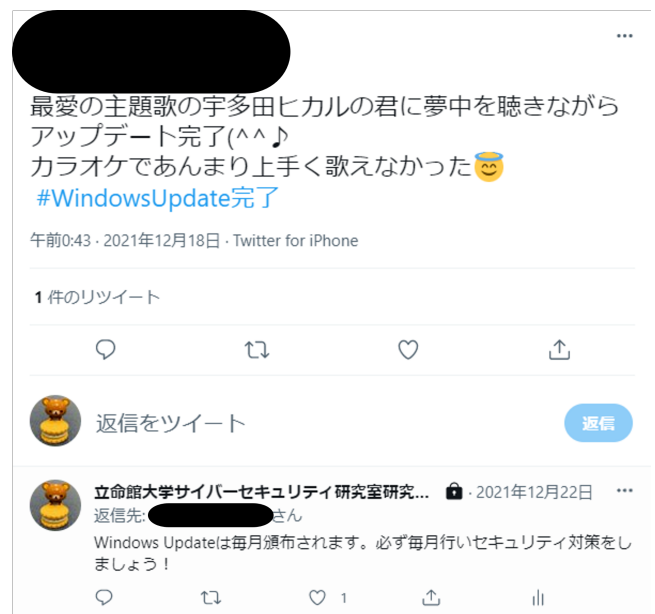 最愛の主題歌の宇多田ヒカルの君に夢中を聴きながら
アップデート完了(^^♪
カラオケであんまり上手く歌えなかった😇
#WindowsUpdate完了
午前0:43 · 2021年12月18日 · Twitter for iPhone
1 件のリツイート
返信をツイート
返信
立命館大学サイバーセキュリティ研究室研究... · 2021年12月22日
返信先: さん
Windows Updateは毎月頒布されます。必ず毎月行いセキュリティ対策をし
ましょう！
1